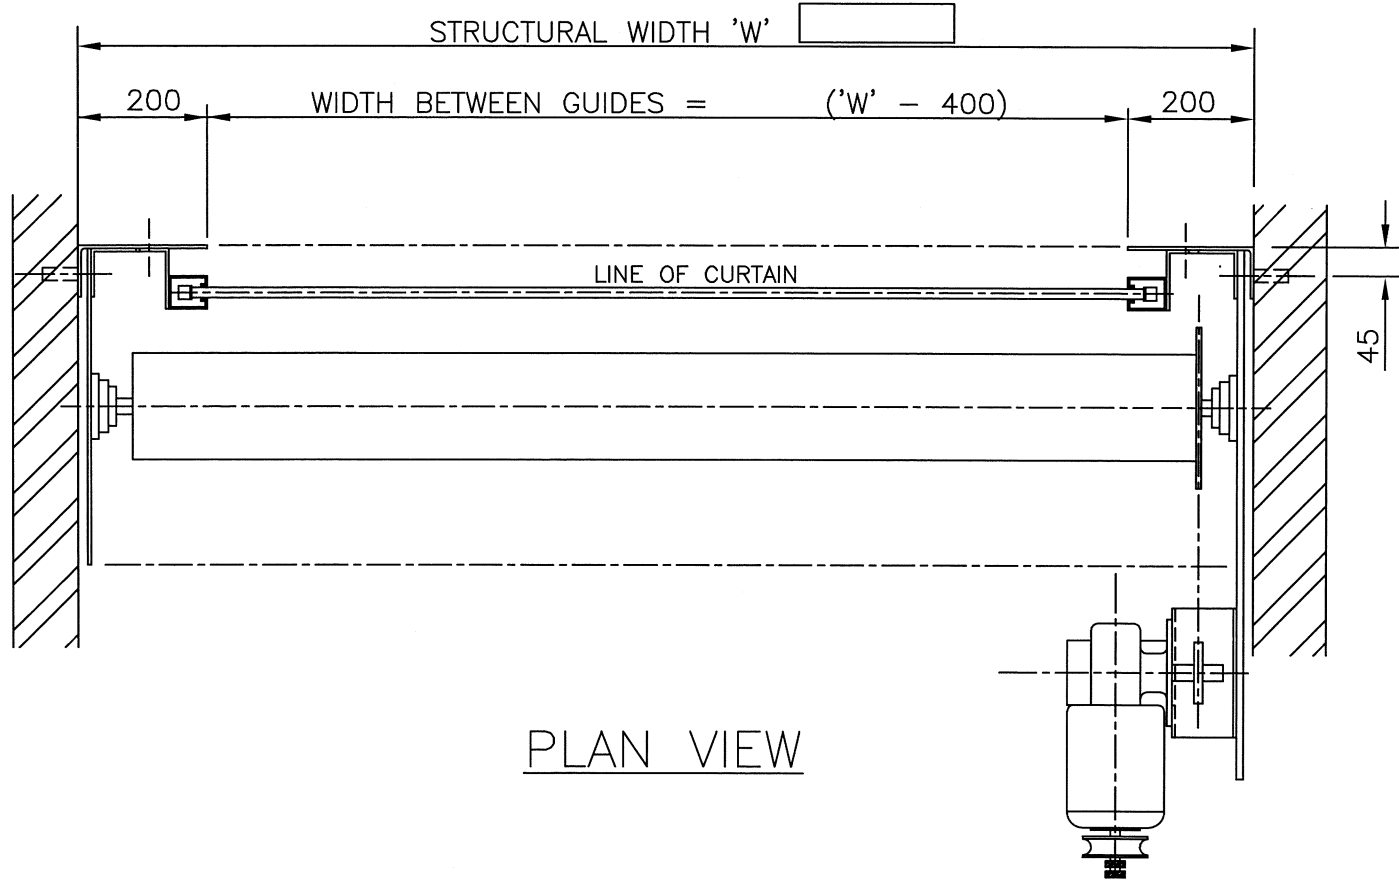 STRUCTURAL WIDTH 'W'
200
WIDTH BETWEEN GUIDES = ('W' - 400)
200
LINE OF CURTAIN
45
PLAN VIEW